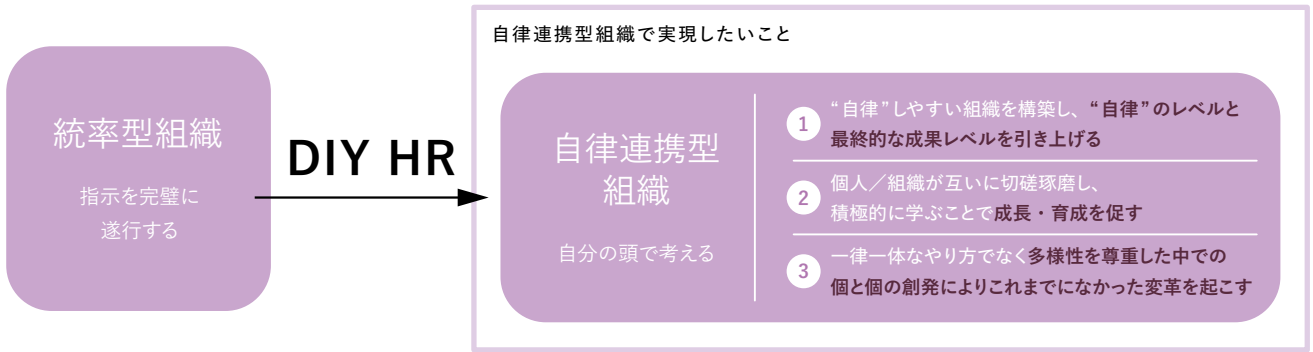 自律連携型組織で実現したいこと
統率型組織
指示を完璧に
遂行する
DIY HR
自律連携型
組織
自分の頭で考える
1
“自律”しやすい組織を構築し、“自律”のレベルと
最終的な成果レベルを引き上げる
2
個人／組織が互いに切磋琢磨し、
積極的に学ぶことで成長・育成を促す
3
一律一体なやり方でなく多様性を尊重した中での
個と個の創発によりこれまでになかった変革を起こす